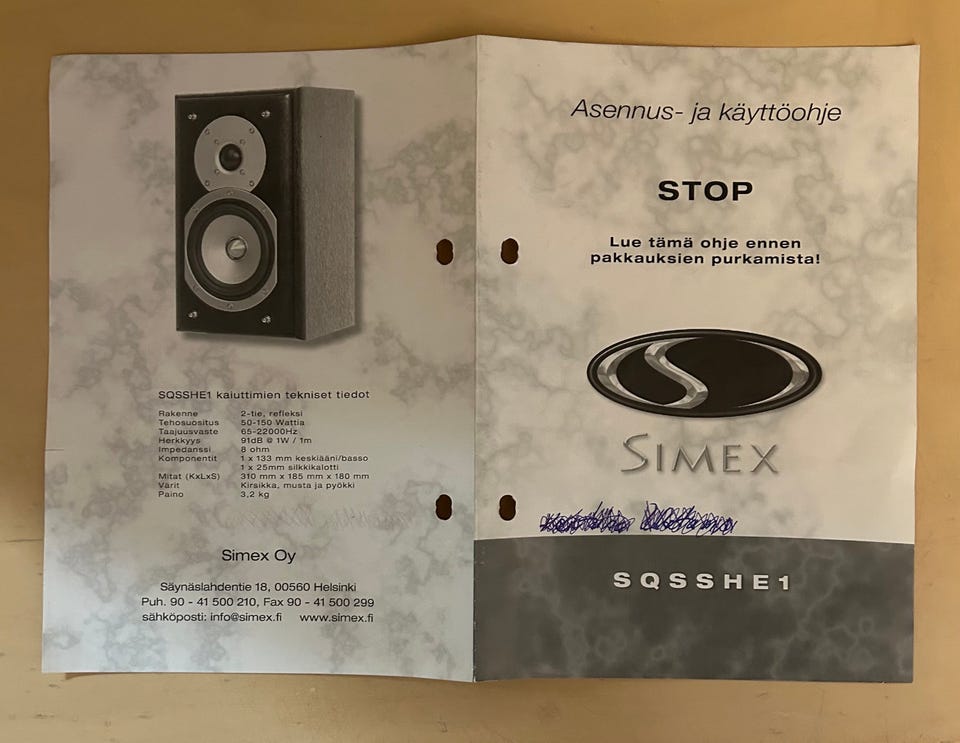 SQSSHE1 kaiuttimien tekniset tiedot
Rakenne 2-tie, refleksi
Tehosuositus 50-150 Wattia
Taajuusvaste 65-22000Hz
Herkkyys 91dB @ 1W / 1m
Impedanssi 8 ohm
Komponentit 1 x 133 mm keskiääni/basso
1 x 25mm silkkikalotti
Mitat (KxLxS) 310 mm x 185 mm x 180 mm
Värit Kirsikka, musta ja pyökki
Paino 3,2 kg
Simex Oy
Säynäslahdentie 18, 00560 Helsinki
Puh. 90 - 41 500 210, Fax 90 - 41 500 299
sähköposti: info@simex.fi www.simex.fi
Asennus- ja käyttöohje
STOP
Lue tämä ohje ennen
pakkauksien purkamista!
SIMEX
SQSSHE1